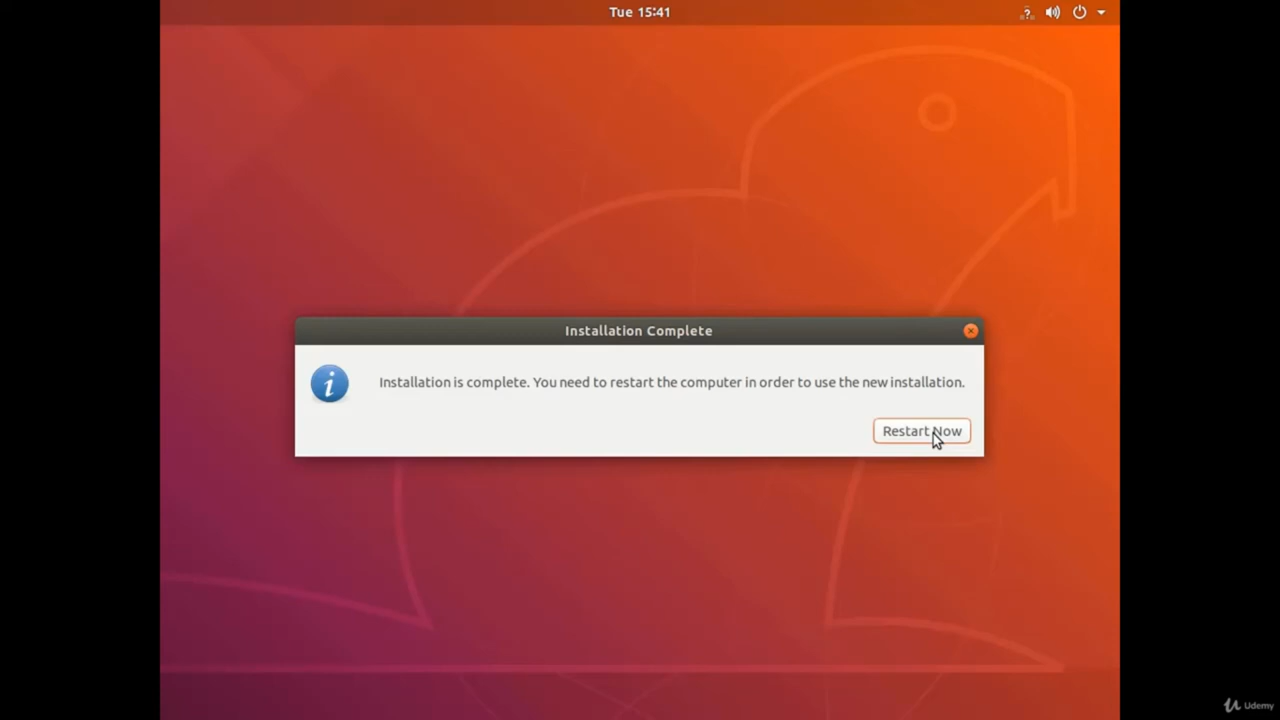 Tue 15:41
Installation Complete
Installation is complete. You need to restart the computer in order to use the new installation.
Restart Now
Udemy